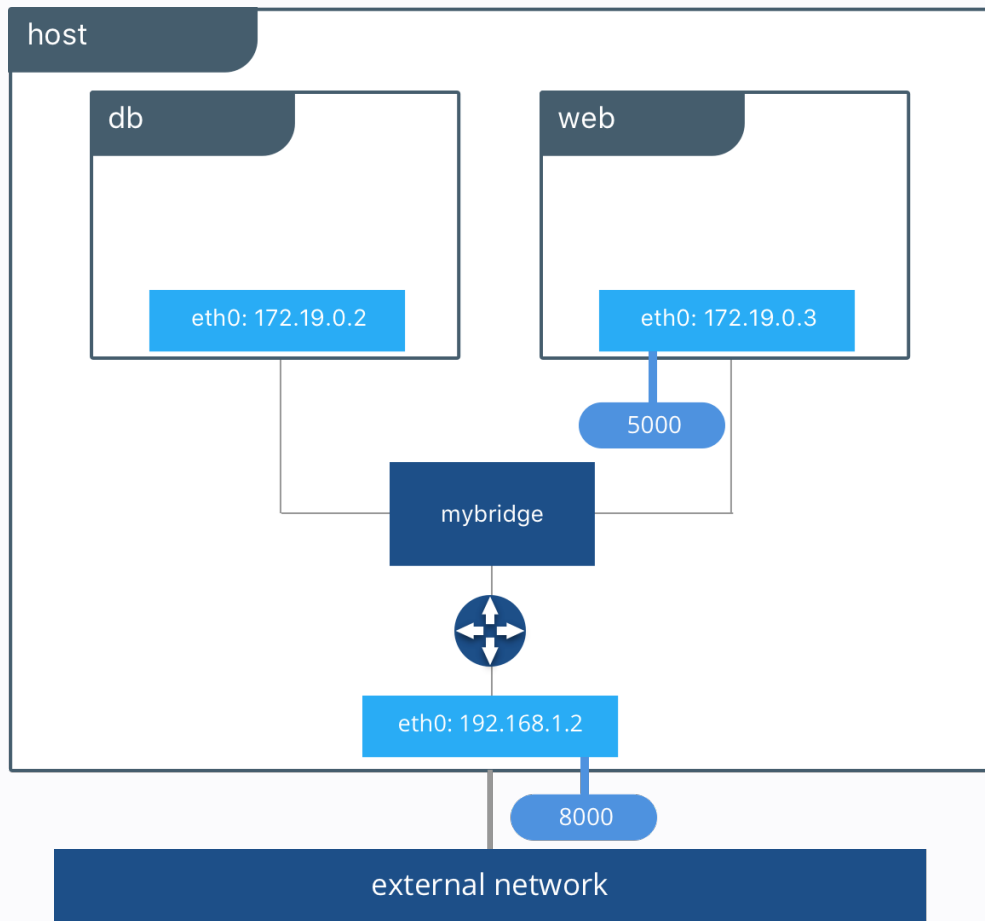 host
db
web
eth0: 172.19.0.2
eth0: 172.19.0.3
5000
mybridge
eth0: 192.168.1.2
8000
external network